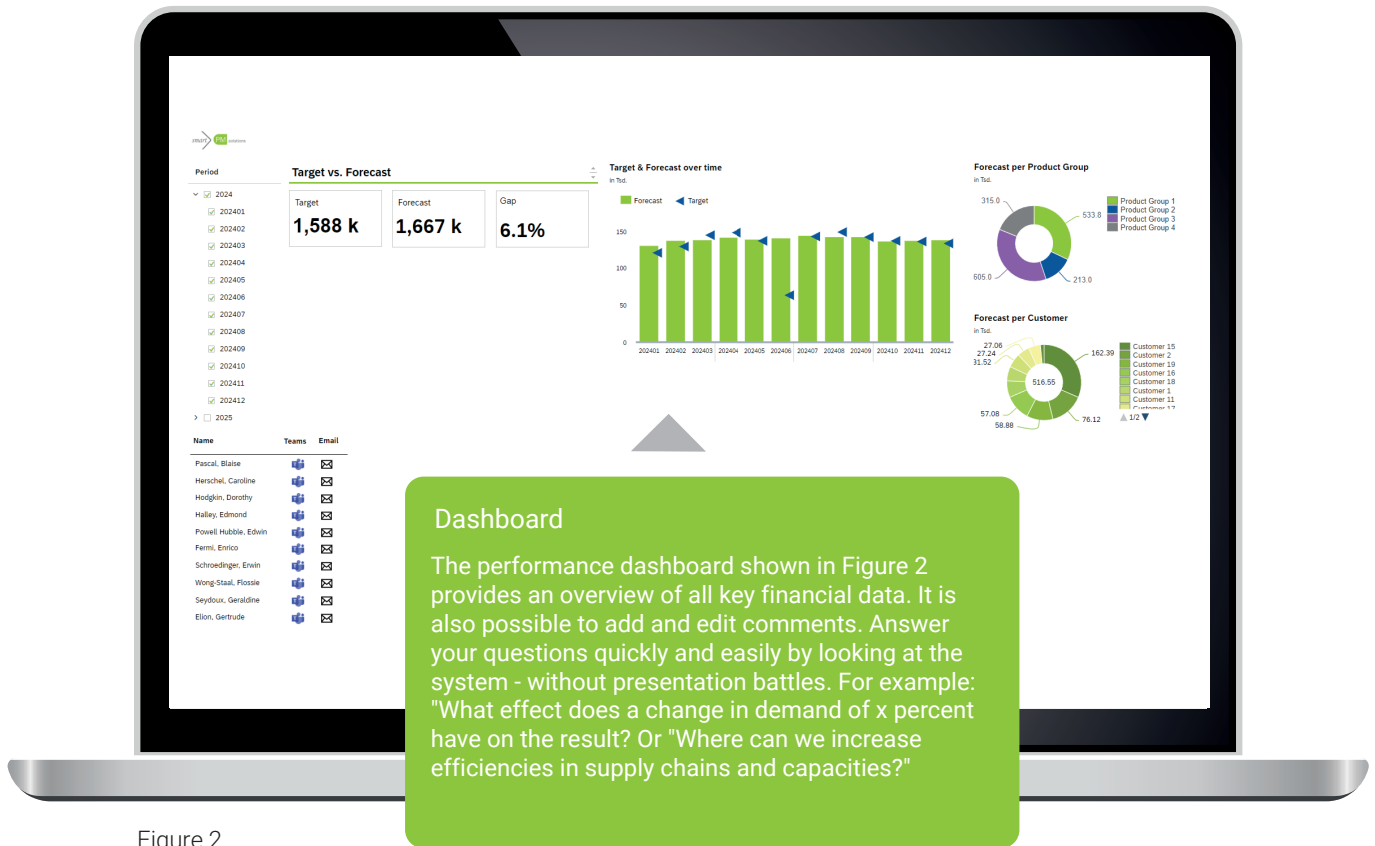 smart PM solutions
Period
2024
202401
202402
202403
202404
202405
202406
202407
202408
202409
202410
202411
202412
2025
Target vs. Forecast
Target
1,588 k
Forecast
1,667 k
Gap
6.1%
Target & Forecast over time
in Tsd.
Forecast Target
150
100
50
0
202401 202402 202403 202404 202405 202406 202407 202408 202409 202410 202411 202412
Forecast per Product Group
in Tsd.
315.0
533.8
605.0
213.0
Product Group 1
Product Group 2
Product Group 3
Product Group 4
Forecast per Customer
in Tsd.
27.06
27.24
31.52
162.39
516.55
57.08
58.88
76.12
Customer 15
Customer 2
Customer 19
Customer 16
Customer 18
Customer 1
Customer 11
Customer 17
1/2
Name Teams Email
Pascal, Blaise
Herschel, Caroline
Hodgkin, Dorothy
Halley, Edmond
Powell Hubble, Edwin
Fermi, Enrico
Schroedinger, Erwin
Wong-Staal, Flossie
Seydoux, Geraldine
Elion, Gertrude
Dashboard
The performance dashboard shown in Figure 2
provides an overview of all key financial data. It is
also possible to add and edit comments. Answer
your questions quickly and easily by looking at the
system - without presentation battles. For example:
"What effect does a change in demand of x percent
have on the result? Or "Where can we increase
efficiencies in supply chains and capacities?"
Figure 2